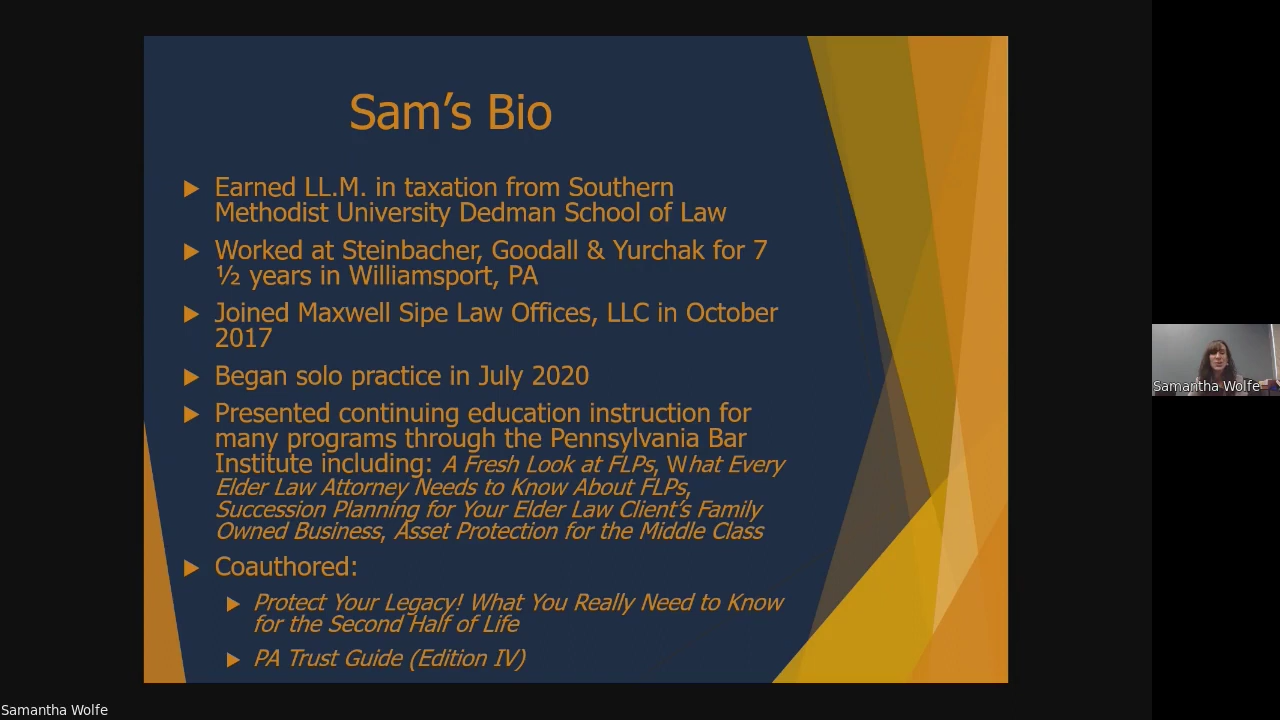 Sam’s Bio
Earned LL.M. in taxation from Southern
Methodist University Dedman School of Law
Worked at Steinbacher, Goodall & Yurchak for 7
½ years in Williamsport, PA
Joined Maxwell Sipe Law Offices, LLC in October
2017
Began solo practice in July 2020
Presented continuing education instruction for
many programs through the Pennsylvania Bar
Institute including: A Fresh Look at FLPs, What Every
Elder Law Attorney Needs to Know About FLPs,
Succession Planning for Your Elder Law Client’s Family
Owned Business, Asset Protection for the Middle Class
Coauthored:
Protect Your Legacy! What You Really Need to Know
for the Second Half of Life
PA Trust Guide (Edition IV)
Samantha Wolfe
Samantha Wolfe